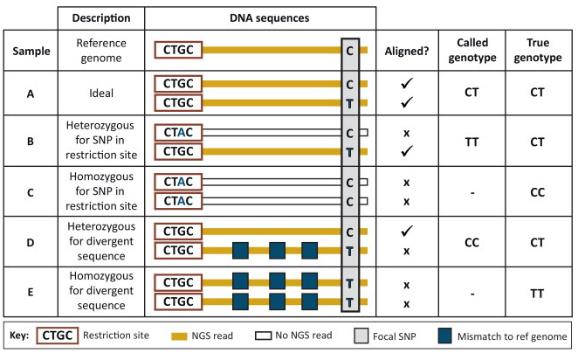 Description DNA sequences
Sample Reference genome CTGC C Aligned? Called genotype True genotype
A Ideal CTGC C ✓ CT CT
CTGC T ✓
B Heterozygous for SNP in restriction site CTAC C x TT CT
CTGC T ✓
C Homozygous for SNP in restriction site CTAC C x - CC
CTAC C x
D Heterozygous for divergent sequence CTGC C ✓ CC CT
CTGC T x
E Homozygous for divergent sequence CTGC T x - TT
CTGC T x
Key: CTGC Restriction site NGS read No NGS read Focal SNP Mismatch to ref genome